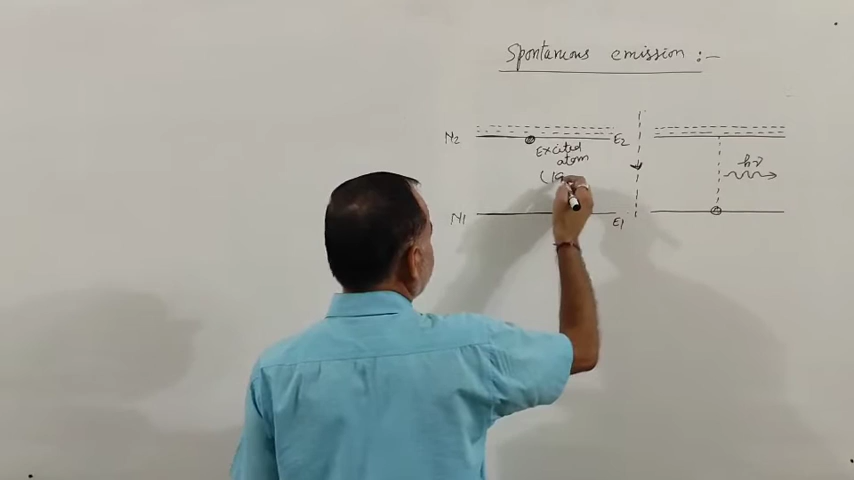 Spontaneous emission :-
N2
E2
Excited
atom
hν
N1
E1